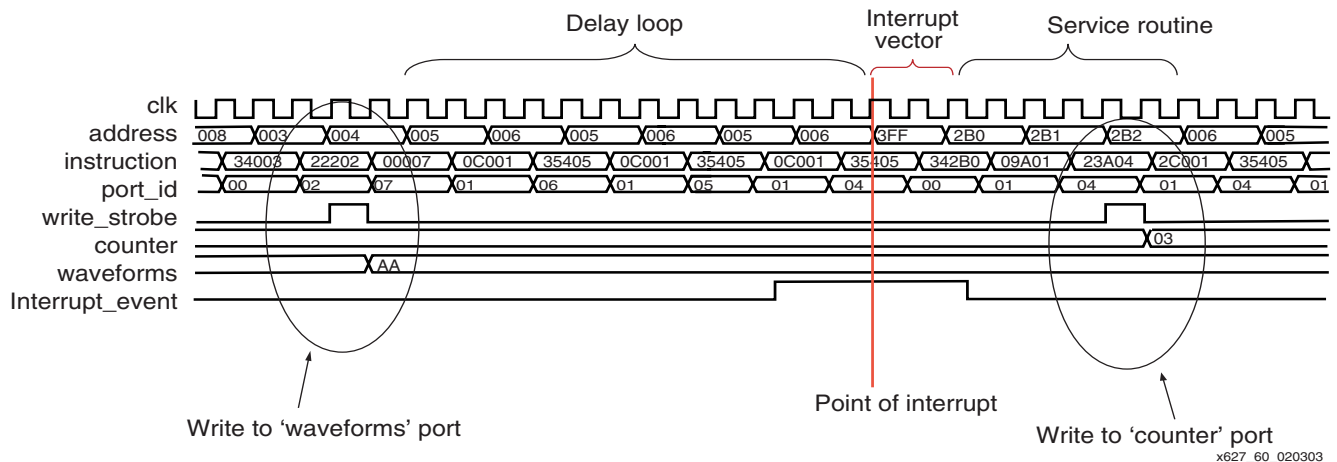 Delay loop
Interrupt
vector
Service routine
clk
address 008 003 004 005 006 005 006 005 006 3FF 2B0 2B1 2B2 006 005
instruction 34003 22202 00007 0C001 35405 0C001 35405 0C001 35405 342B0 09A01 23A04 2C001 35405
port_id 00 02 07 01 06 01 05 01 04 00 01 04 01 04 01
write_strobe
counter 03
waveforms AA
Interrupt_event
Point of interrupt
Write to ‘waveforms’ port
Write to ‘counter’ port
x627_60_020303